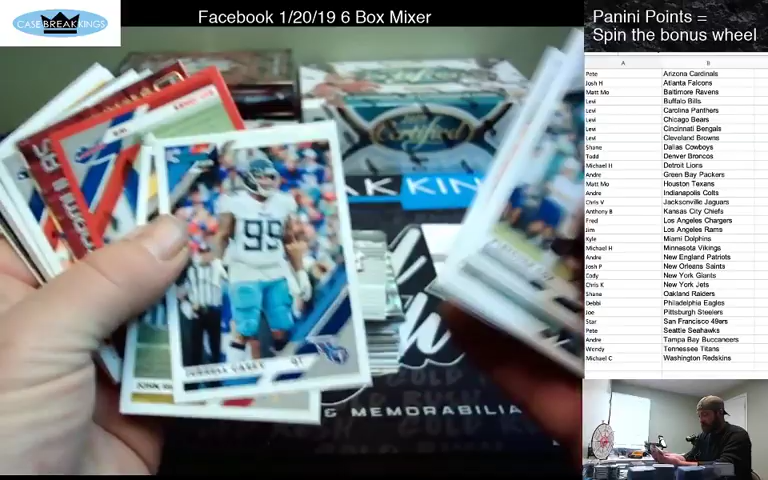 Facebook 1/20/19 6 Box Mixer
CASE BREAK KINGS
Panini Points =
Spin the bonus wheel
A B
Pete Arizona Cardinals
Josh H Atlanta Falcons
Matt Mo Baltimore Ravens
Levi Buffalo Bills
Levi Carolina Panthers
Levi Chicago Bears
Levi Cincinnati Bengals
Levi Cleveland Browns
Shane Dallas Cowboys
Todd Denver Broncos
Michael H Detroit Lions
Andre Green Bay Packers
Matt Mo Houston Texans
Andre Indianapolis Colts
Chris V Jacksonville Jaguars
Anthony B Kansas City Chiefs
Fred Los Angeles Chargers
Jim Los Angeles Rams
Kyle Miami Dolphins
Michael H Minnesota Vikings
Andre New England Patriots
Josh P New Orleans Saints
Cody New York Giants
Chris K New York Jets
Shane Oakland Raiders
Debbi Philadelphia Eagles
Joe Pittsburgh Steelers
Star San Francisco 49ers
Pete Seattle Seahawks
Andre Tampa Bay Buccaneers
Wendy Tennessee Titans
Michael C Washington Redskins
Certified
AK KIN
99
& MEMORABILIA